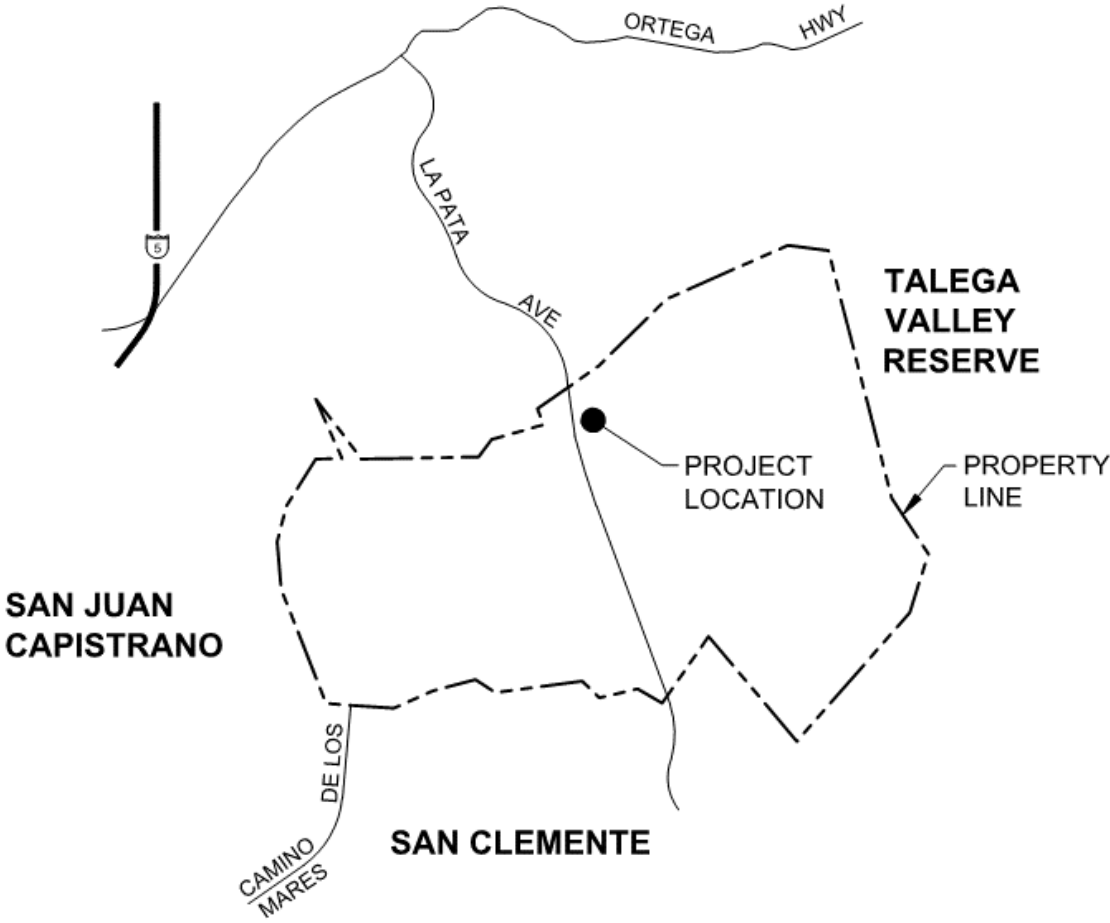 ORTEGA HWY
5
LA PATA
AVE
TALEGA
VALLEY
RESERVE
PROJECT
LOCATION
PROPERTY
LINE
SAN JUAN
CAPISTRANO
DE LOS
CAMINO
MARES
SAN CLEMENTE